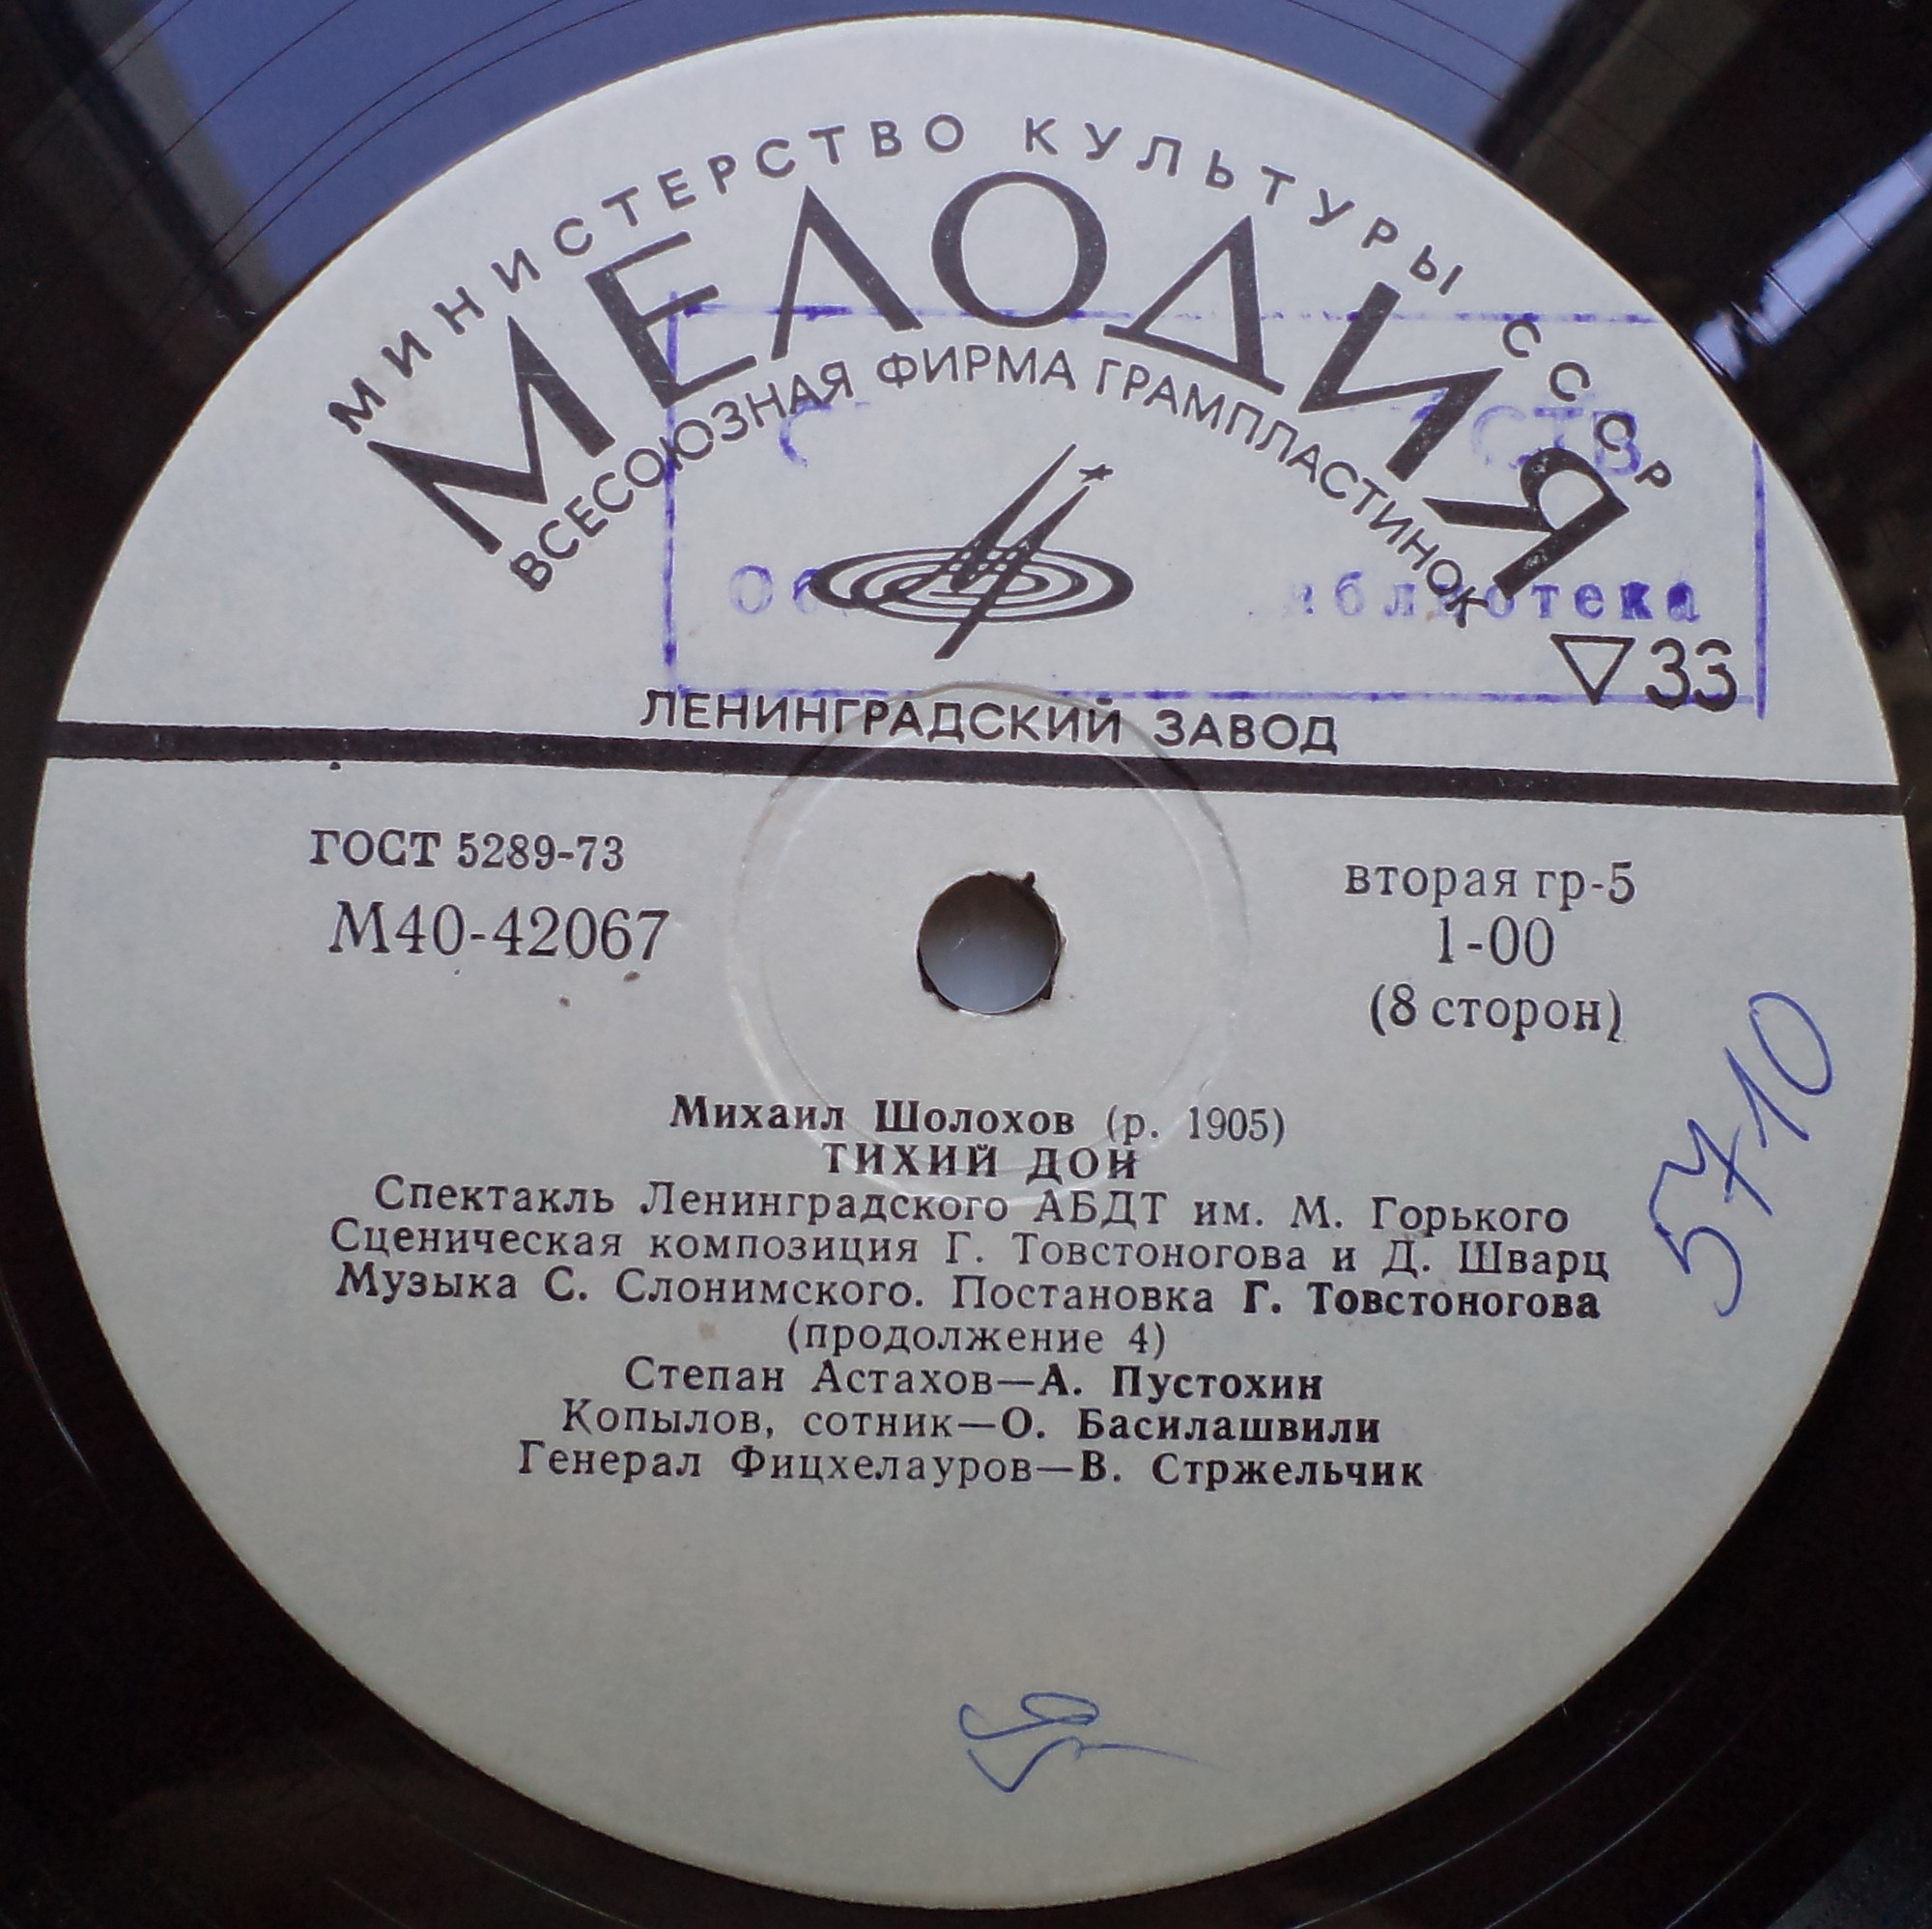 МИНИСТЕРСТВО КУЛЬТУРЫ СССР
МЕЛОДИЯ
ВСЕСОЮЗНАЯ ФИРМА ГРАМПЛАСТИНОК
33
ЛЕНИНГРАДСКИЙ ЗАВОД
ГОСТ 5289-73
М40-42067
вторая гр-5
1-00
(8 сторон)
5710
Михаил Шолохов (р. 1905)
ТИХИЙ ДОН
Спектакль Ленинградского АБДТ им. М. Горького
Сценическая композиция Г. Товстоногова и Д. Шварц
Музыка С. Слонимского. Постановка Г. Товстоногова
(продолжение 4)
Степан Астахов—А. Пустохин
Копылов, сотник—О. Басилашвили
Генерал Фицхелауров—В. Стржельчик